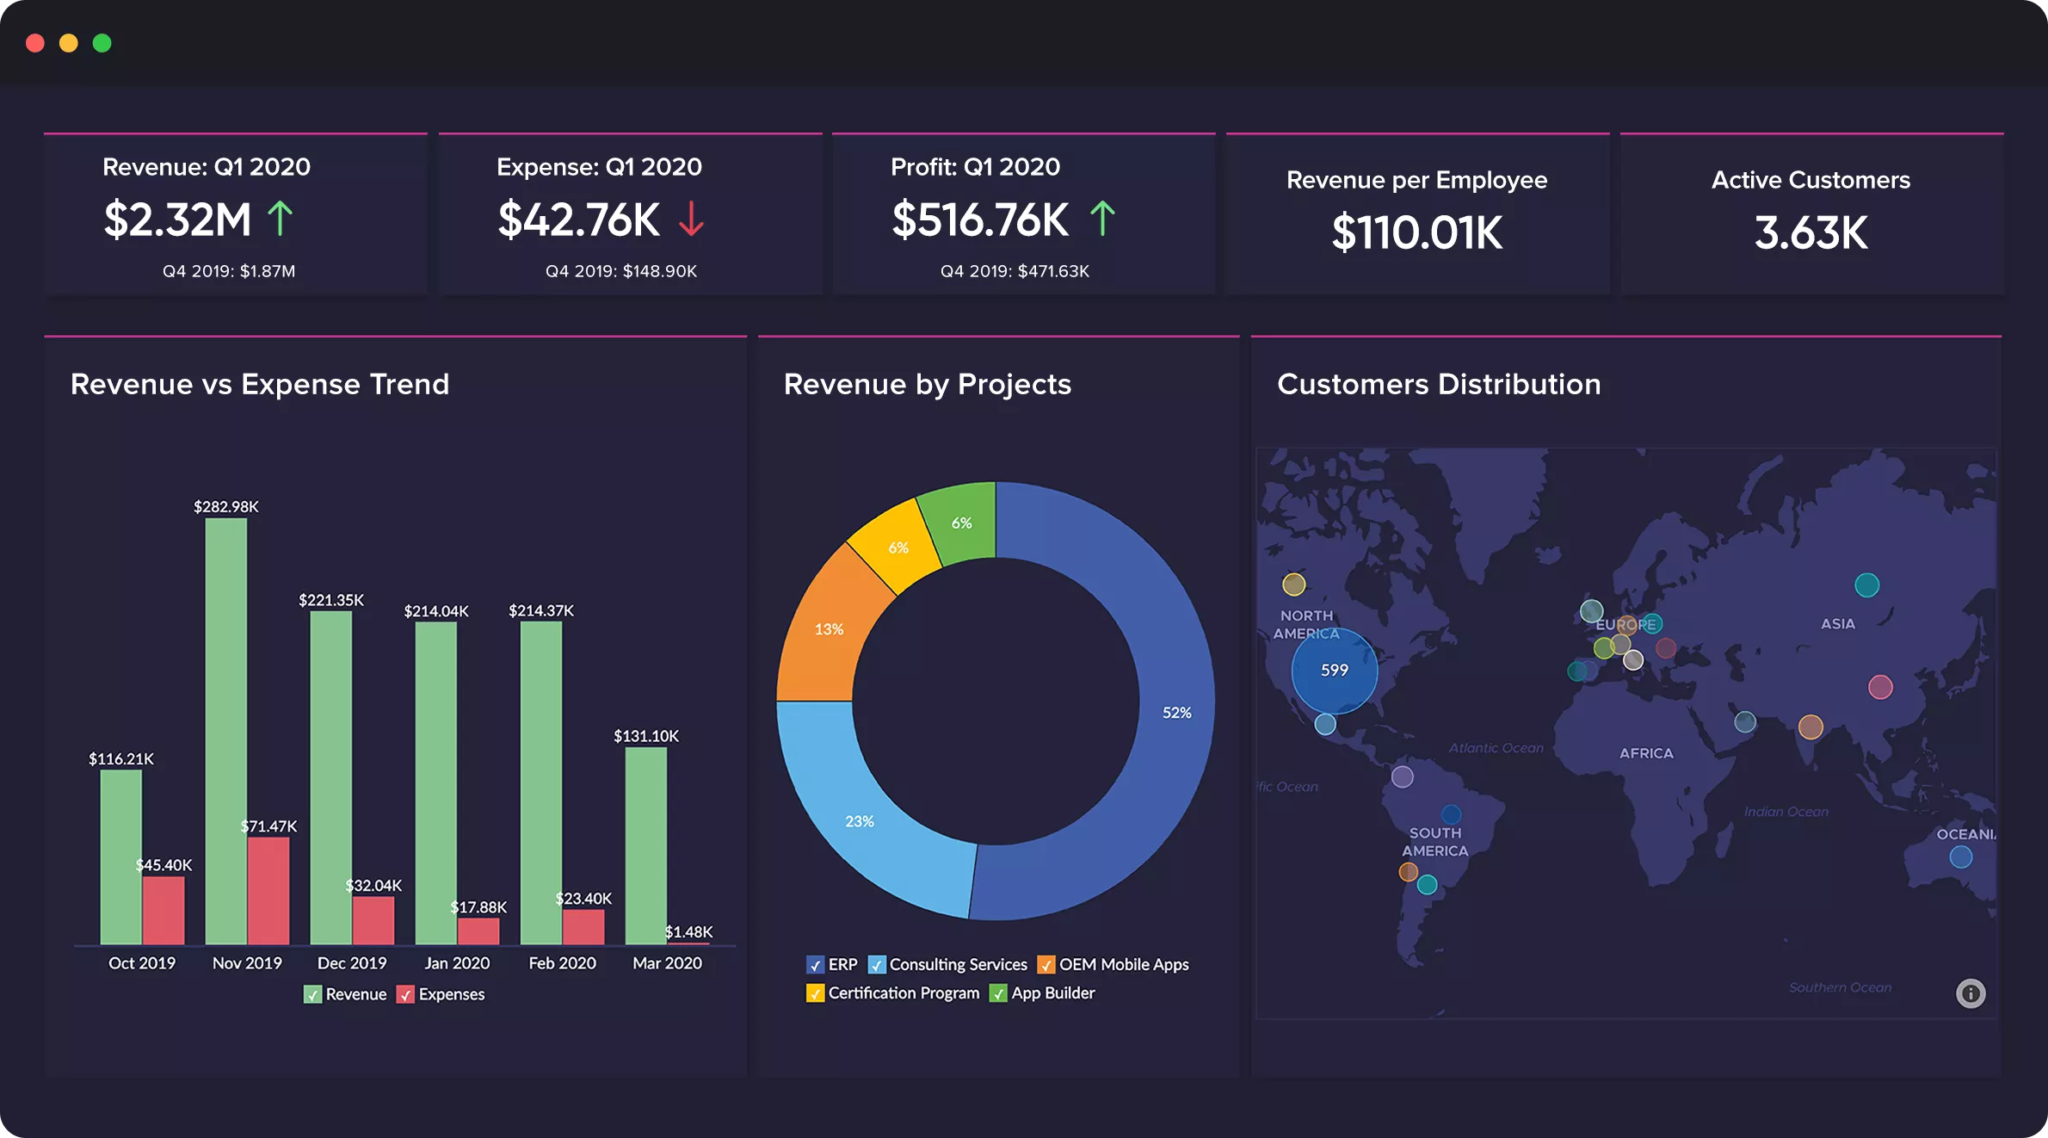 Revenue: Q1 2020
$2.32M
Q4 2019: $1.87M
Expense: Q1 2020
$42.76K
Q4 2019: $148.90K
Profit: Q1 2020
$516.76K
Q4 2019: $471.63K
Revenue per Employee
$110.01K
Active Customers
3.63K
Revenue vs Expense Trend
$282.98K
$221.35K
$214.04K
$214.37K
$131.10K
$116.21K
$71.47K
$45.40K
$32.04K
$17.88K
$23.40K
$1.48K
Oct 2019
Nov 2019
Dec 2019
Jan 2020
Feb 2020
Mar 2020
Revenue
Expenses
Revenue by Projects
6%
6%
13%
52%
23%
ERP
Consulting Services
OEM Mobile Apps
Certification Program
App Builder
Customers Distribution
NORTH
AMERICA
599
EUROPE
ASIA
Atlantic Ocean
AFRICA
fic Ocean
Indian Ocean
SOUTH
AMERICA
OCEANIA
Southern Ocean